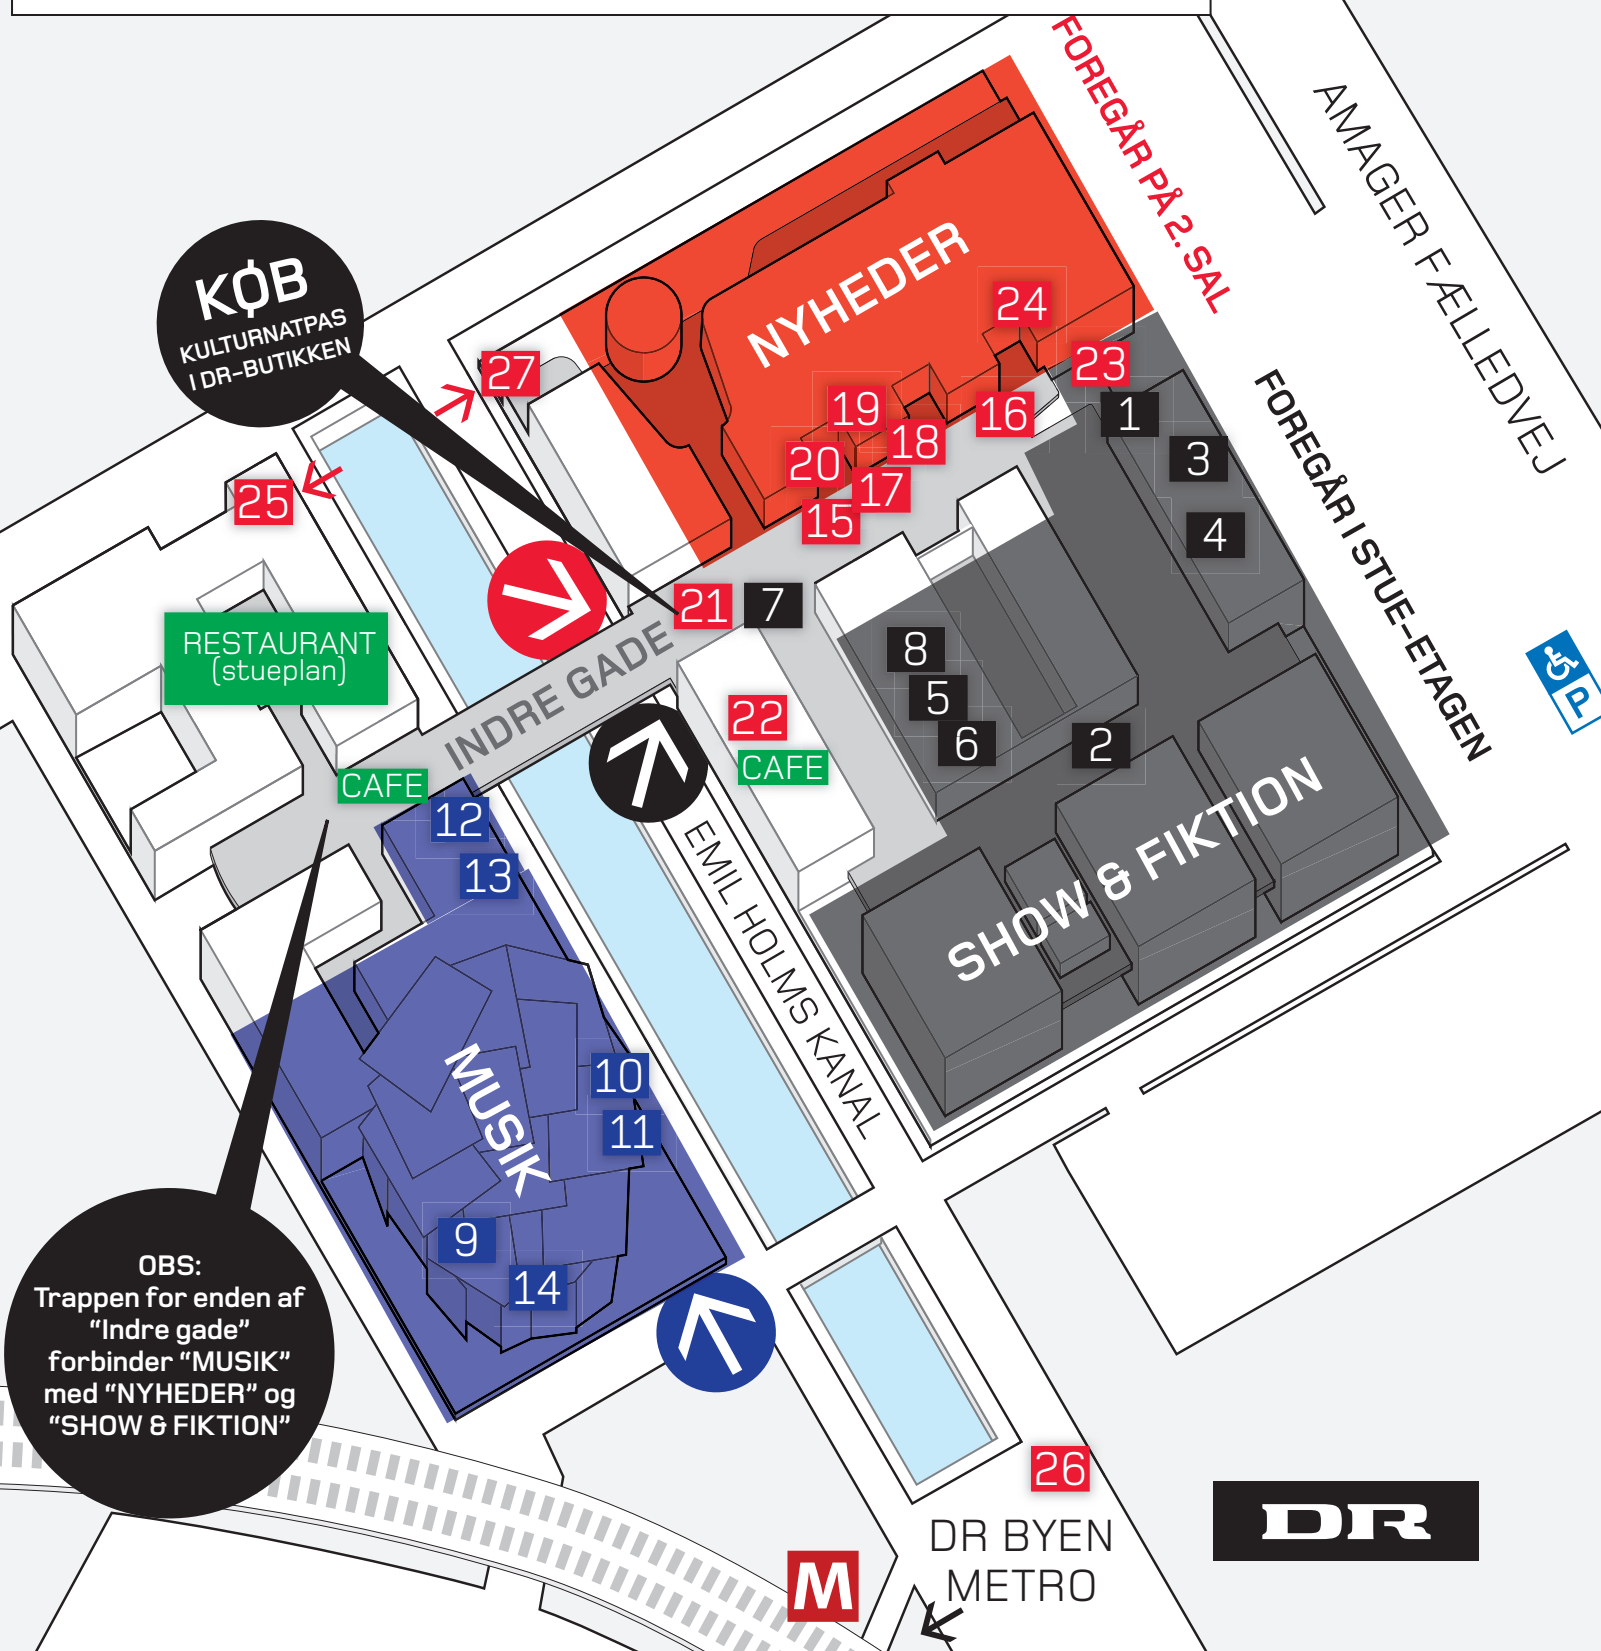 FOREGÅR PÅ 2. SAL
AMAGER FÆLLEDVEJ
KØB
KULTURNATPAS
I DR-BUTIKKEN
NYHEDER
24
27
23
19
16
1
18
3
20
17
25
15
4
FOREGÅR I STUE-ETAGEN
21
7
RESTAURANT
(stueplan)
INDRE GADE
8
5
22
6
2
CAFE
CAFE
P
12
13
SHOW & FIKTION
EMIL HOLMS KANAL
MUSIK
10
11
9
14
OBS:
Trappen for enden af
“Indre gade”
forbinder “MUSIK”
med “NYHEDER” og
“SHOW & FIKTION”
26
DR BYEN
METRO
M
DR